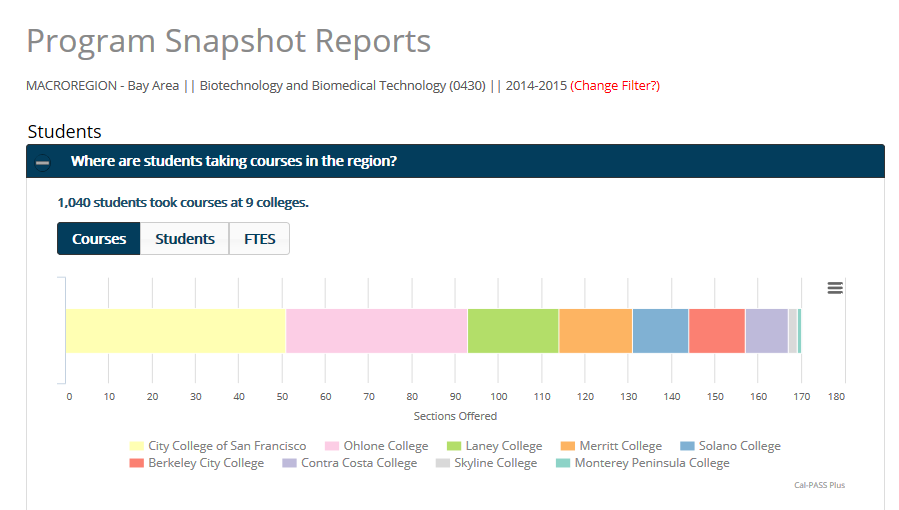 Program Snapshot Reports
MACROREGION - Bay Area || Biotechnology and Biomedical Technology (0430) || 2014-2015 (Change Filter?)
Students
Where are students taking courses in the region?
1,040 students took courses at 9 colleges.
Courses Students FTES
0 10 20 30 40 50 60 70 80 90 100 110 120 130 140 150 160 170 180
Sections Offered
City College of San Francisco Ohlone College Laney College Merritt College Solano College
Berkeley City College Contra Costa College Skyline College Monterey Peninsula College
Cal-PASS Plus